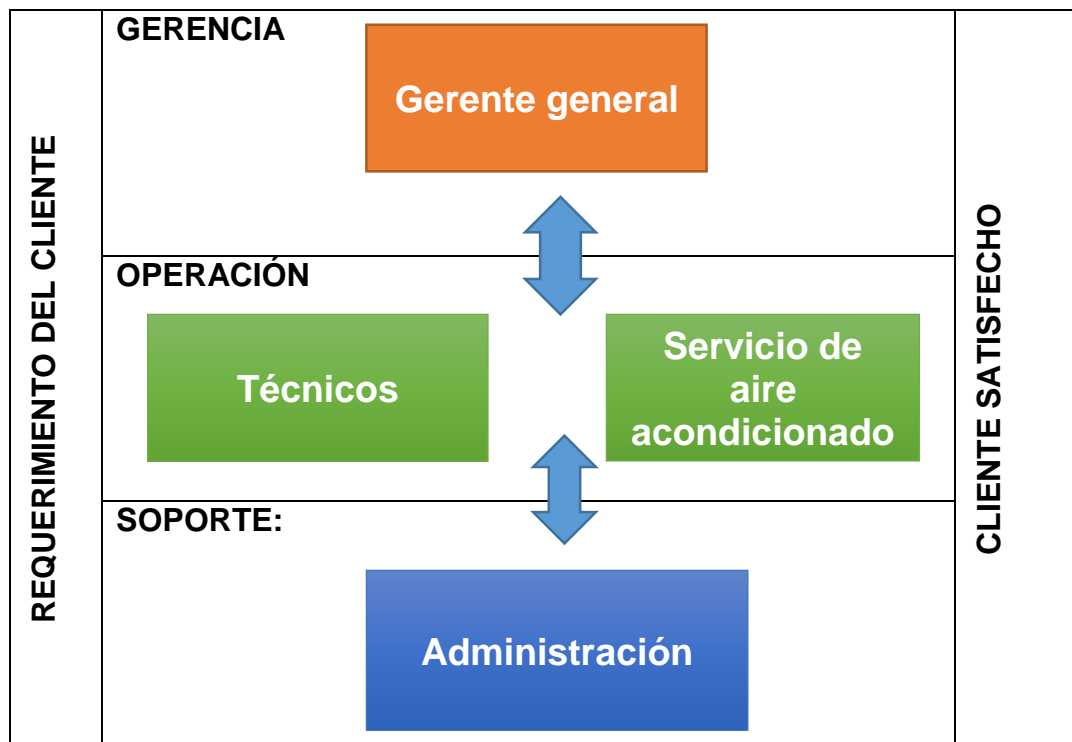 REQUERIMIENTO DEL CLIENTE
GERENCIA
Gerente general
OPERACIÓN
Técnicos
Servicio de
aire
acondicionado
SOPORTE:
Administración
CLIENTE SATISFECHO